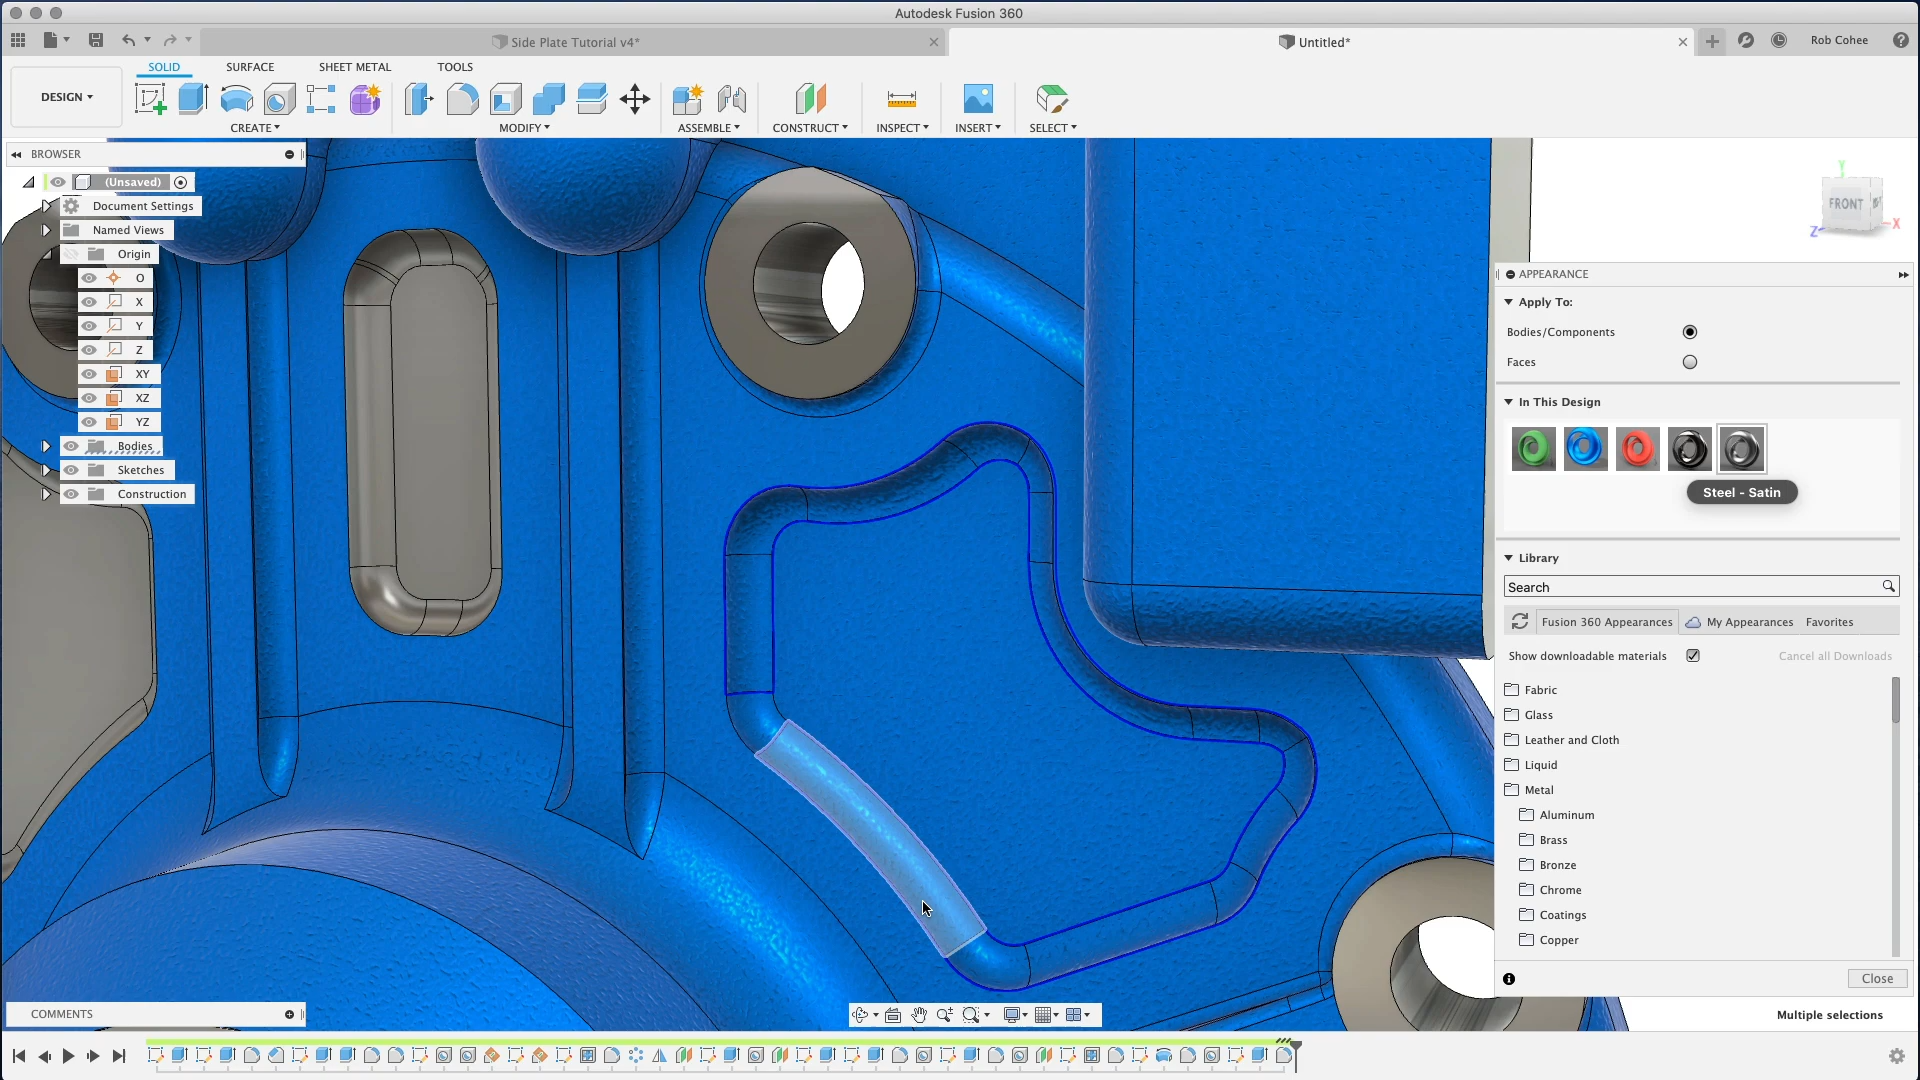 Autodesk Fusion 360
Side Plate Tutorial v4*
Untitled*
Rob Cohee
DESIGN
SOLID
SURFACE
SHEET METAL
TOOLS
CREATE
MODIFY
ASSEMBLE
CONSTRUCT
INSPECT
INSERT
SELECT
BROWSER
(Unsaved)
Document Settings
Named Views
Origin
O
X
Y
Z
XY
XZ
YZ
Bodies
Sketches
Construction
Y
FRONT
X
Z
APPEARANCE
Apply To:
Bodies/Components
Faces
In This Design
Steel - Satin
Library
Search
Fusion 360 Appearances
My Appearances
Favorites
Show downloadable materials
Cancel all Downloads
Fabric
Glass
Leather and Cloth
Liquid
Metal
Aluminum
Brass
Bronze
Chrome
Coatings
Copper
Close
COMMENTS
Multiple selections